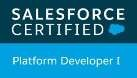 SALESFORCE
CERTIFIED
Platform Developer I